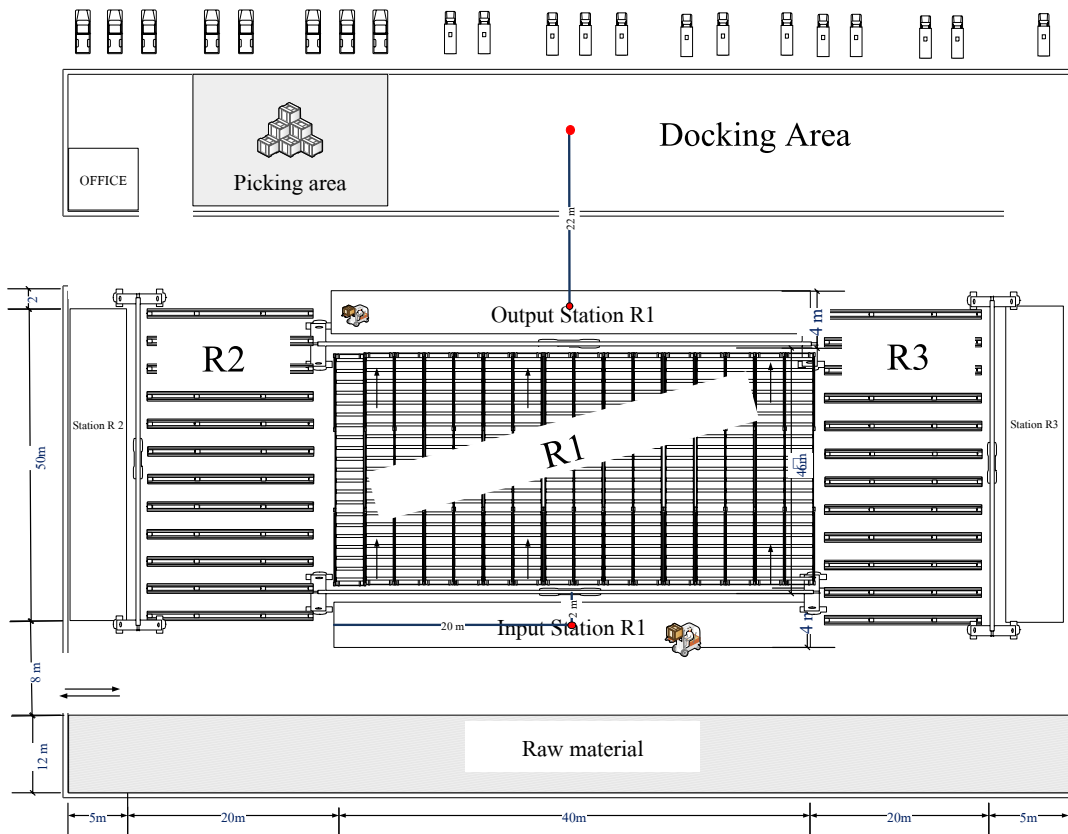 Docking Area
OFFICE
Picking area
22 m
2
Output Station R1
4 m
R2
R3
Station R 2
Station R3
50m
R1
46m
2 m
20 m
Input Station R1
4 m
8 m
Raw material
12 m
5m
20m
40m
20m
5m